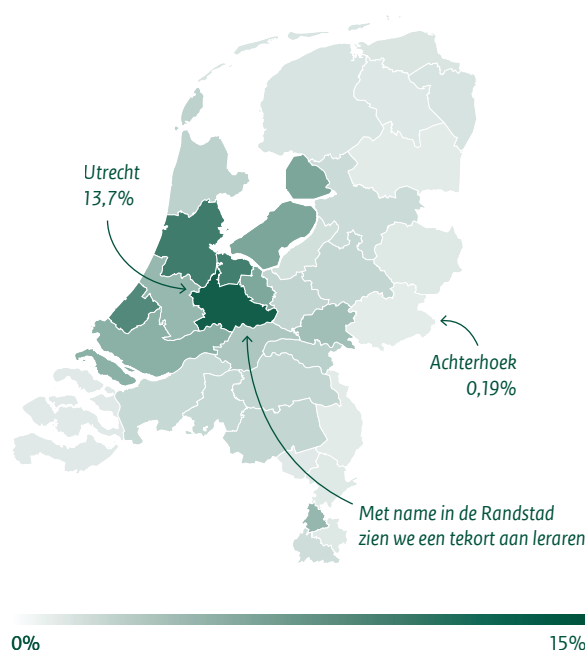 Utrecht
13,7%
Achterhoek
0,19%
Met name in de Randstad
zien we een tekort aan leraren
0%
15%